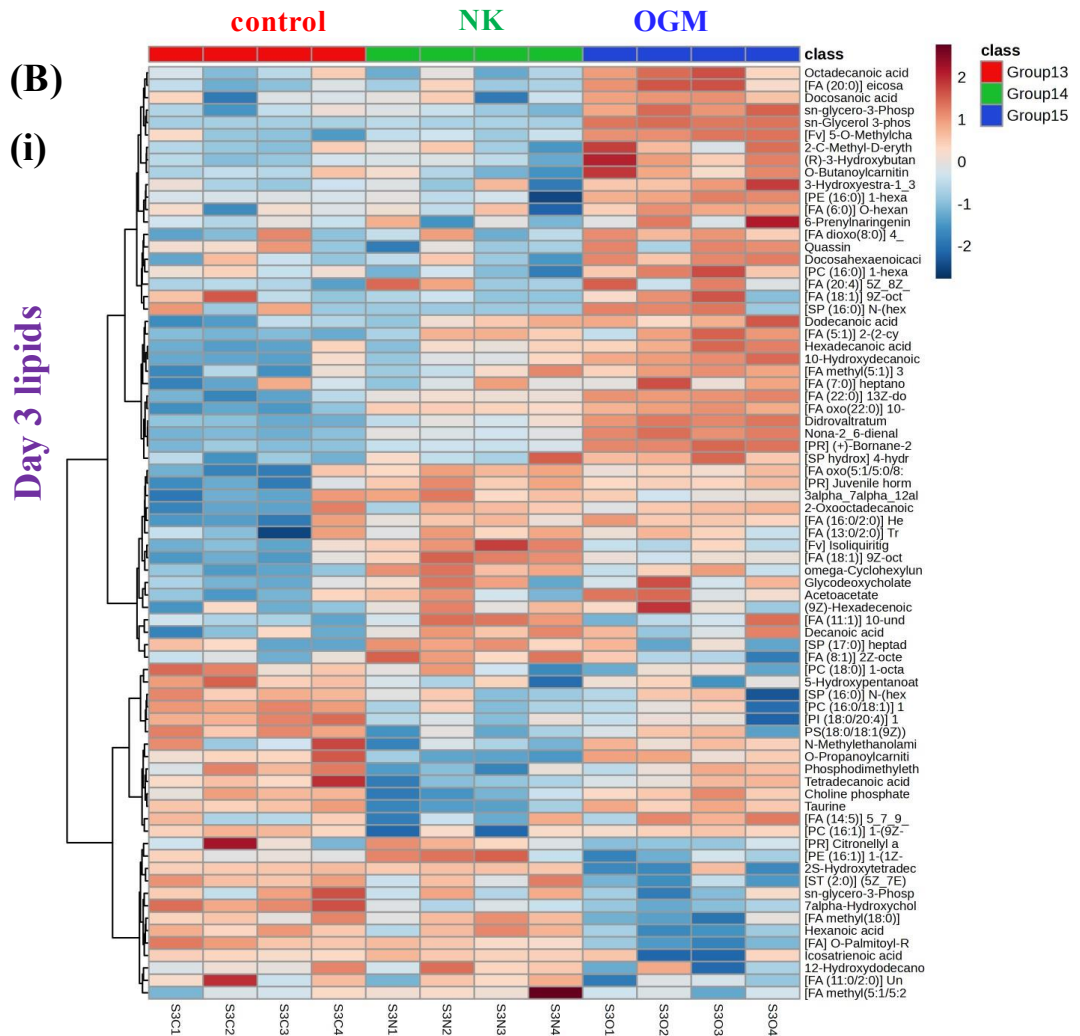 control NK OGM
(B)
(i)
Day 3 lipids
class
Octadecanoic acid
[FA (20:0)] eicosa
Docosanoic acid
sn-glycero-3-Phosp
sn-Glycerol 3-phos
[Fv] 5-O-Methylcha
2-C-Methyl-D-eryth
(R)-3-Hydroxybutan
O-Butanoylcarnitin
3-Hydroxyestra-1_3
[PE (16:0)] 1-hexa
[FA (6:0)] O-hexan
6-Prenylnaringenin
[FA dioxo(8:0)] 4_
Quassin
Docosahexaenoicaci
[PC (16:0)] 1-hexa
[FA (20:4)] 5Z_8Z_
[FA (18:1)] 9Z-oct
[SP (16:0)] N-(hex
Dodecanoic acid
[FA (5:1)] 2-(2-cy
Hexadecanoic acid
10-Hydroxydecanoic
[FA methyl(5:1)] 3
[FA (7:0)] heptano
[FA (22:0)] 13Z-do
[FA oxo(22:0)] 10-
Didrovaltratum
Nona-2_6-dienal
[PR] (+)-Bornane-2
[SP hydrox] 4-hydr
[FA oxo(5:1/5:0/8:
[PR] Juvenile horm
3alpha_7alpha_12al
2-Oxooctadecanoic
[FA (16:0/2:0)] He
[FA (13:0/2:0)] Tr
[Fv] Isoliquiritig
[FA (18:1)] 9Z-oct
omega-Cyclohexylun
Glycodeoxycholate
Acetoacetate
(9Z)-Hexadecenoic
[FA (11:1)] 10-und
Decanoic acid
[SP (17:0)] heptad
[FA (8:1)] 2Z-octe
[PC (18:0)] 1-octa
5-Hydroxypentanoat
[SP (16:0)] N-(hex
[PC (16:0/18:1)] 1
[PI (18:0/20:4)] 1
PS(18:0/18:1(9Z))
N-Methylethanolami
O-Propanoylcarniti
Phosphodimethyleth
Tetradecanoic acid
Choline phosphate
Taurine
[FA (14:5)] 5_7_9_
[PC (16:1)] 1-(9Z-
[PR] Citronellyl a
[PE (16:1)] 1-(1Z-
2S-Hydroxytetradec
[ST (2:0)] (5Z_7E)
sn-glycero-3-Phosp
7alpha-Hydroxychol
[FA methyl(18:0)]
Hexanoic acid
[FA] O-Palmitoyl-R
Icosatrienoic acid
12-Hydroxydodecano
[FA (11:0/2:0)] Un
[FA methyl(5:1/5:2
S3C1 S3C2 S3C3 S3C4 S3N1 S3N2 S3N3 S3N4 S3O1 S3O2 S3O3 S3O4
2
1
0
-1
-2
class
Group13
Group14
Group15